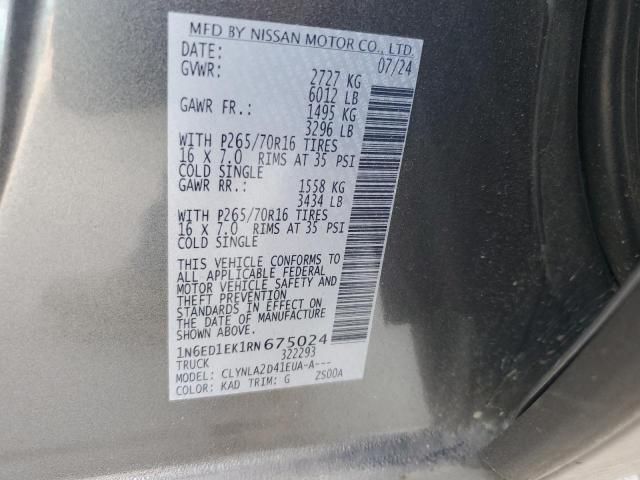 MFD BY NISSAN MOTOR CO., LTD.
DATE: 07/24
GVWR: 2727 KG
6012 LB
GAWR FR.: 1495 KG
3296 LB
WITH P265/70R16 TIRES
16 X 7.0 RIMS AT 35 PSI
COLD SINGLE
GAWR RR.: 1558 KG
3434 LB
WITH P265/70R16 TIRES
16 X 7.0 RIMS AT 35 PSI
COLD SINGLE
THIS VEHICLE CONFORMS TO
ALL APPLICABLE FEDERAL
MOTOR VEHICLE SAFETY AND
THEFT PREVENTION
STANDARDS IN EFFECT ON
THE DATE OF MANUFACTURE
SHOWN ABOVE.
1N6ED1EK1RN675024
TRUCK 322293
MODEL: CLYNLA2D41EUA-A---
COLOR: KAD TRIM: G ZS00A